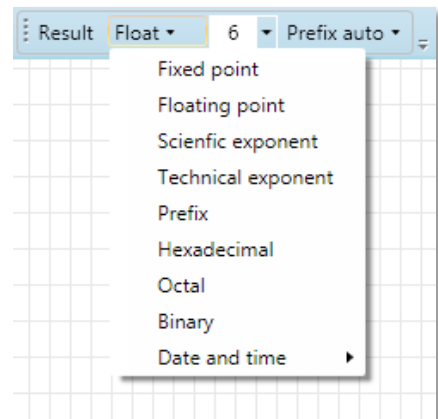 Result Float 6 Prefix auto
Fixed point
Floating point
Scienfic exponent
Technical exponent
Prefix
Hexadecimal
Octal
Binary
Date and time